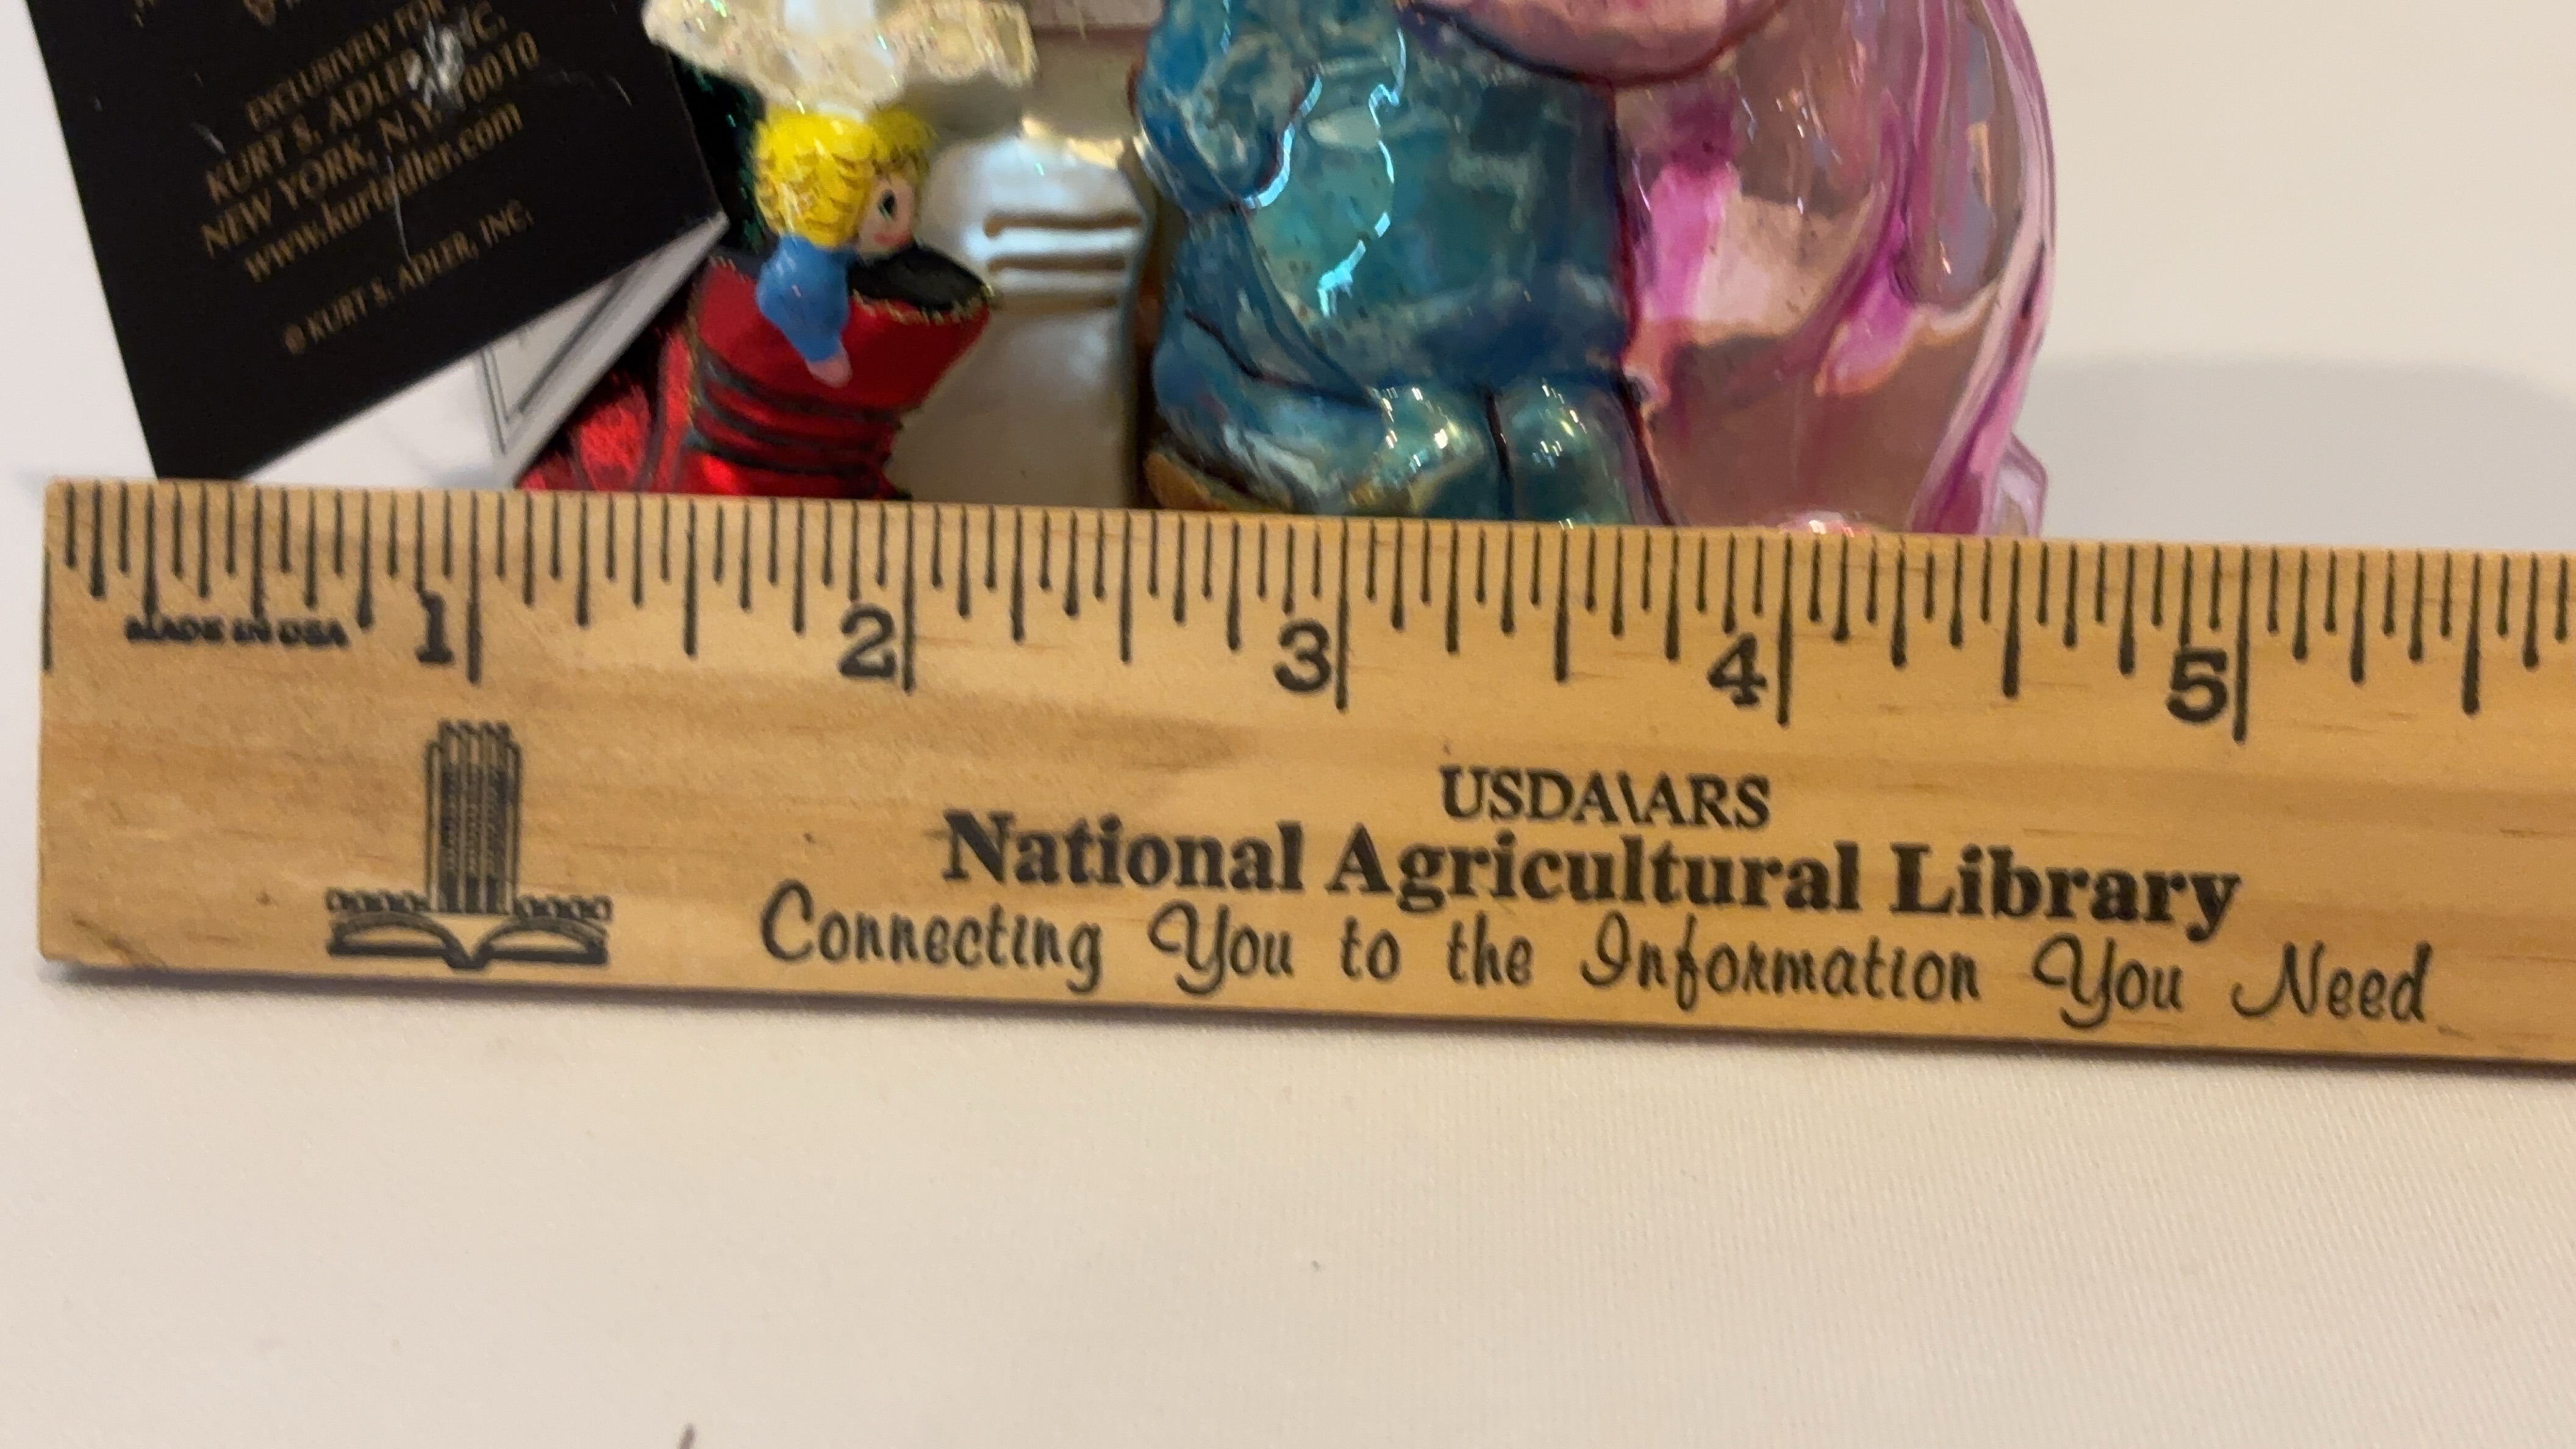 EXCLUSIVELY FOR
KURT S. ADLER, INC.
NEW YORK, N.Y. 10010
www.kurtadler.com
© KURT S. ADLER, INC.
MADE IN USA
1 2 3 4 5
USDA\ARS
National Agricultural Library
Connecting You to the Information You Need